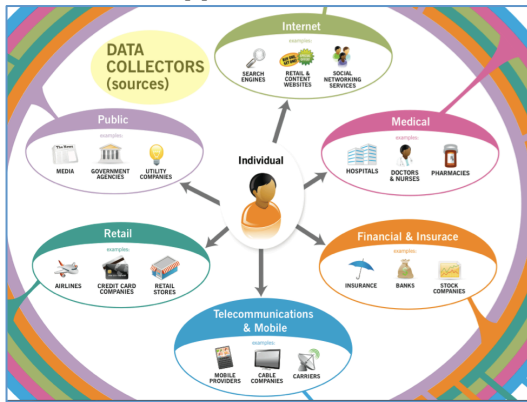 DATA
COLLECTORS
(sources)
Internet
examples:
SEARCH
ENGINES
RETAIL &
CONTENT
WEBSITES
SOCIAL
NETWORKING
SERVICES
Public
examples:
The News
MEDIA
GOVERNMENT
AGENCIES
UTILITY
COMPANIES
Individual
Medical
examples:
HOSPITALS
DOCTORS
& NURSES
PHARMACIES
Retail
examples:
AIRLINES
CREDIT CARD
COMPANIES
RETAIL
STORES
Financial & Insurace
examples:
INSURANCE
BANKS
STOCK
COMPANIES
Telecommunications
& Mobile
examples:
MOBILE
PROVIDERS
CABLE
COMPANIES
CARRIERS